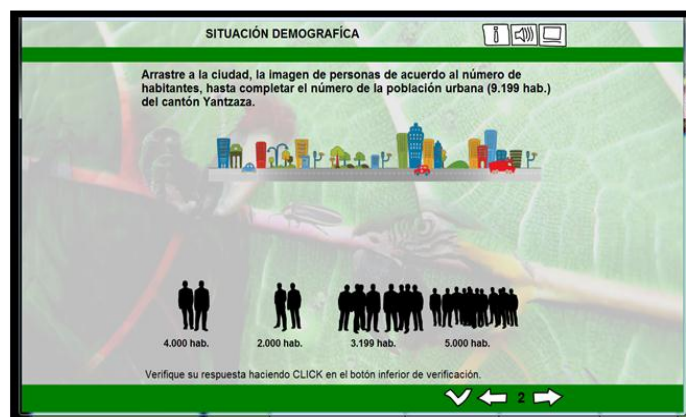 SITUACIÓN DEMOGRAFÍCA
Arrastre a la ciudad, la imagen de personas de acuerdo al número de
habitantes, hasta completar el número de la población urbana (9.199 hab.)
del cantón Yantzaza.
4.000 hab.
2.000 hab.
3.199 hab.
5.000 hab.
Verifique su respuesta haciendo CLICK en el botón inferior de verificación.
2